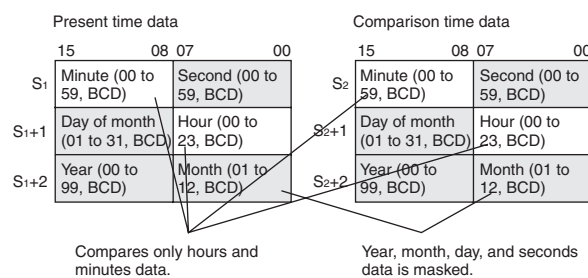 Present time data
Comparison time data
15 08 07 00
15 08 07 00
S1
Minute (00 to
59, BCD)
Second (00 to
59, BCD)
S1+1
Day of month
(01 to 31, BCD)
Hour (00 to
23, BCD)
S1+2
Year (00 to
99, BCD)
Month (01 to
12, BCD)
S2
Minute (00 to
59, BCD)
Second (00 to
59, BCD)
S2+1
Day of month
(01 to 31, BCD)
Hour (00 to
23, BCD)
S2+2
Year (00 to
99, BCD)
Month (01 to
12, BCD)
Compares only hours and
minutes data.
Year, month, day, and seconds
data is masked.